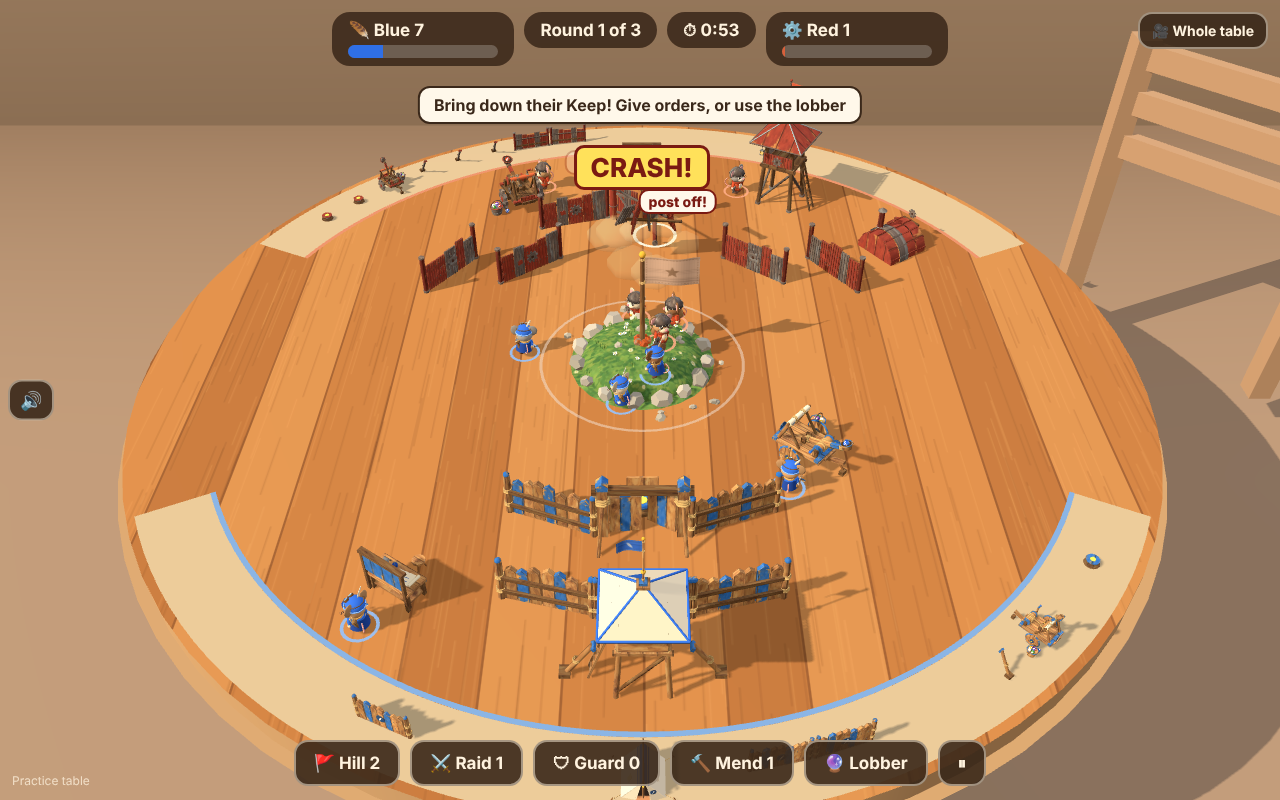 Blue 7
Round 1 of 3
0:53
Red 1
Whole table
Bring down their Keep! Give orders, or use the lobber
CRASH!
post off!
Hill 2
Raid 1
Guard 0
Mend 1
Lobber
Practice table